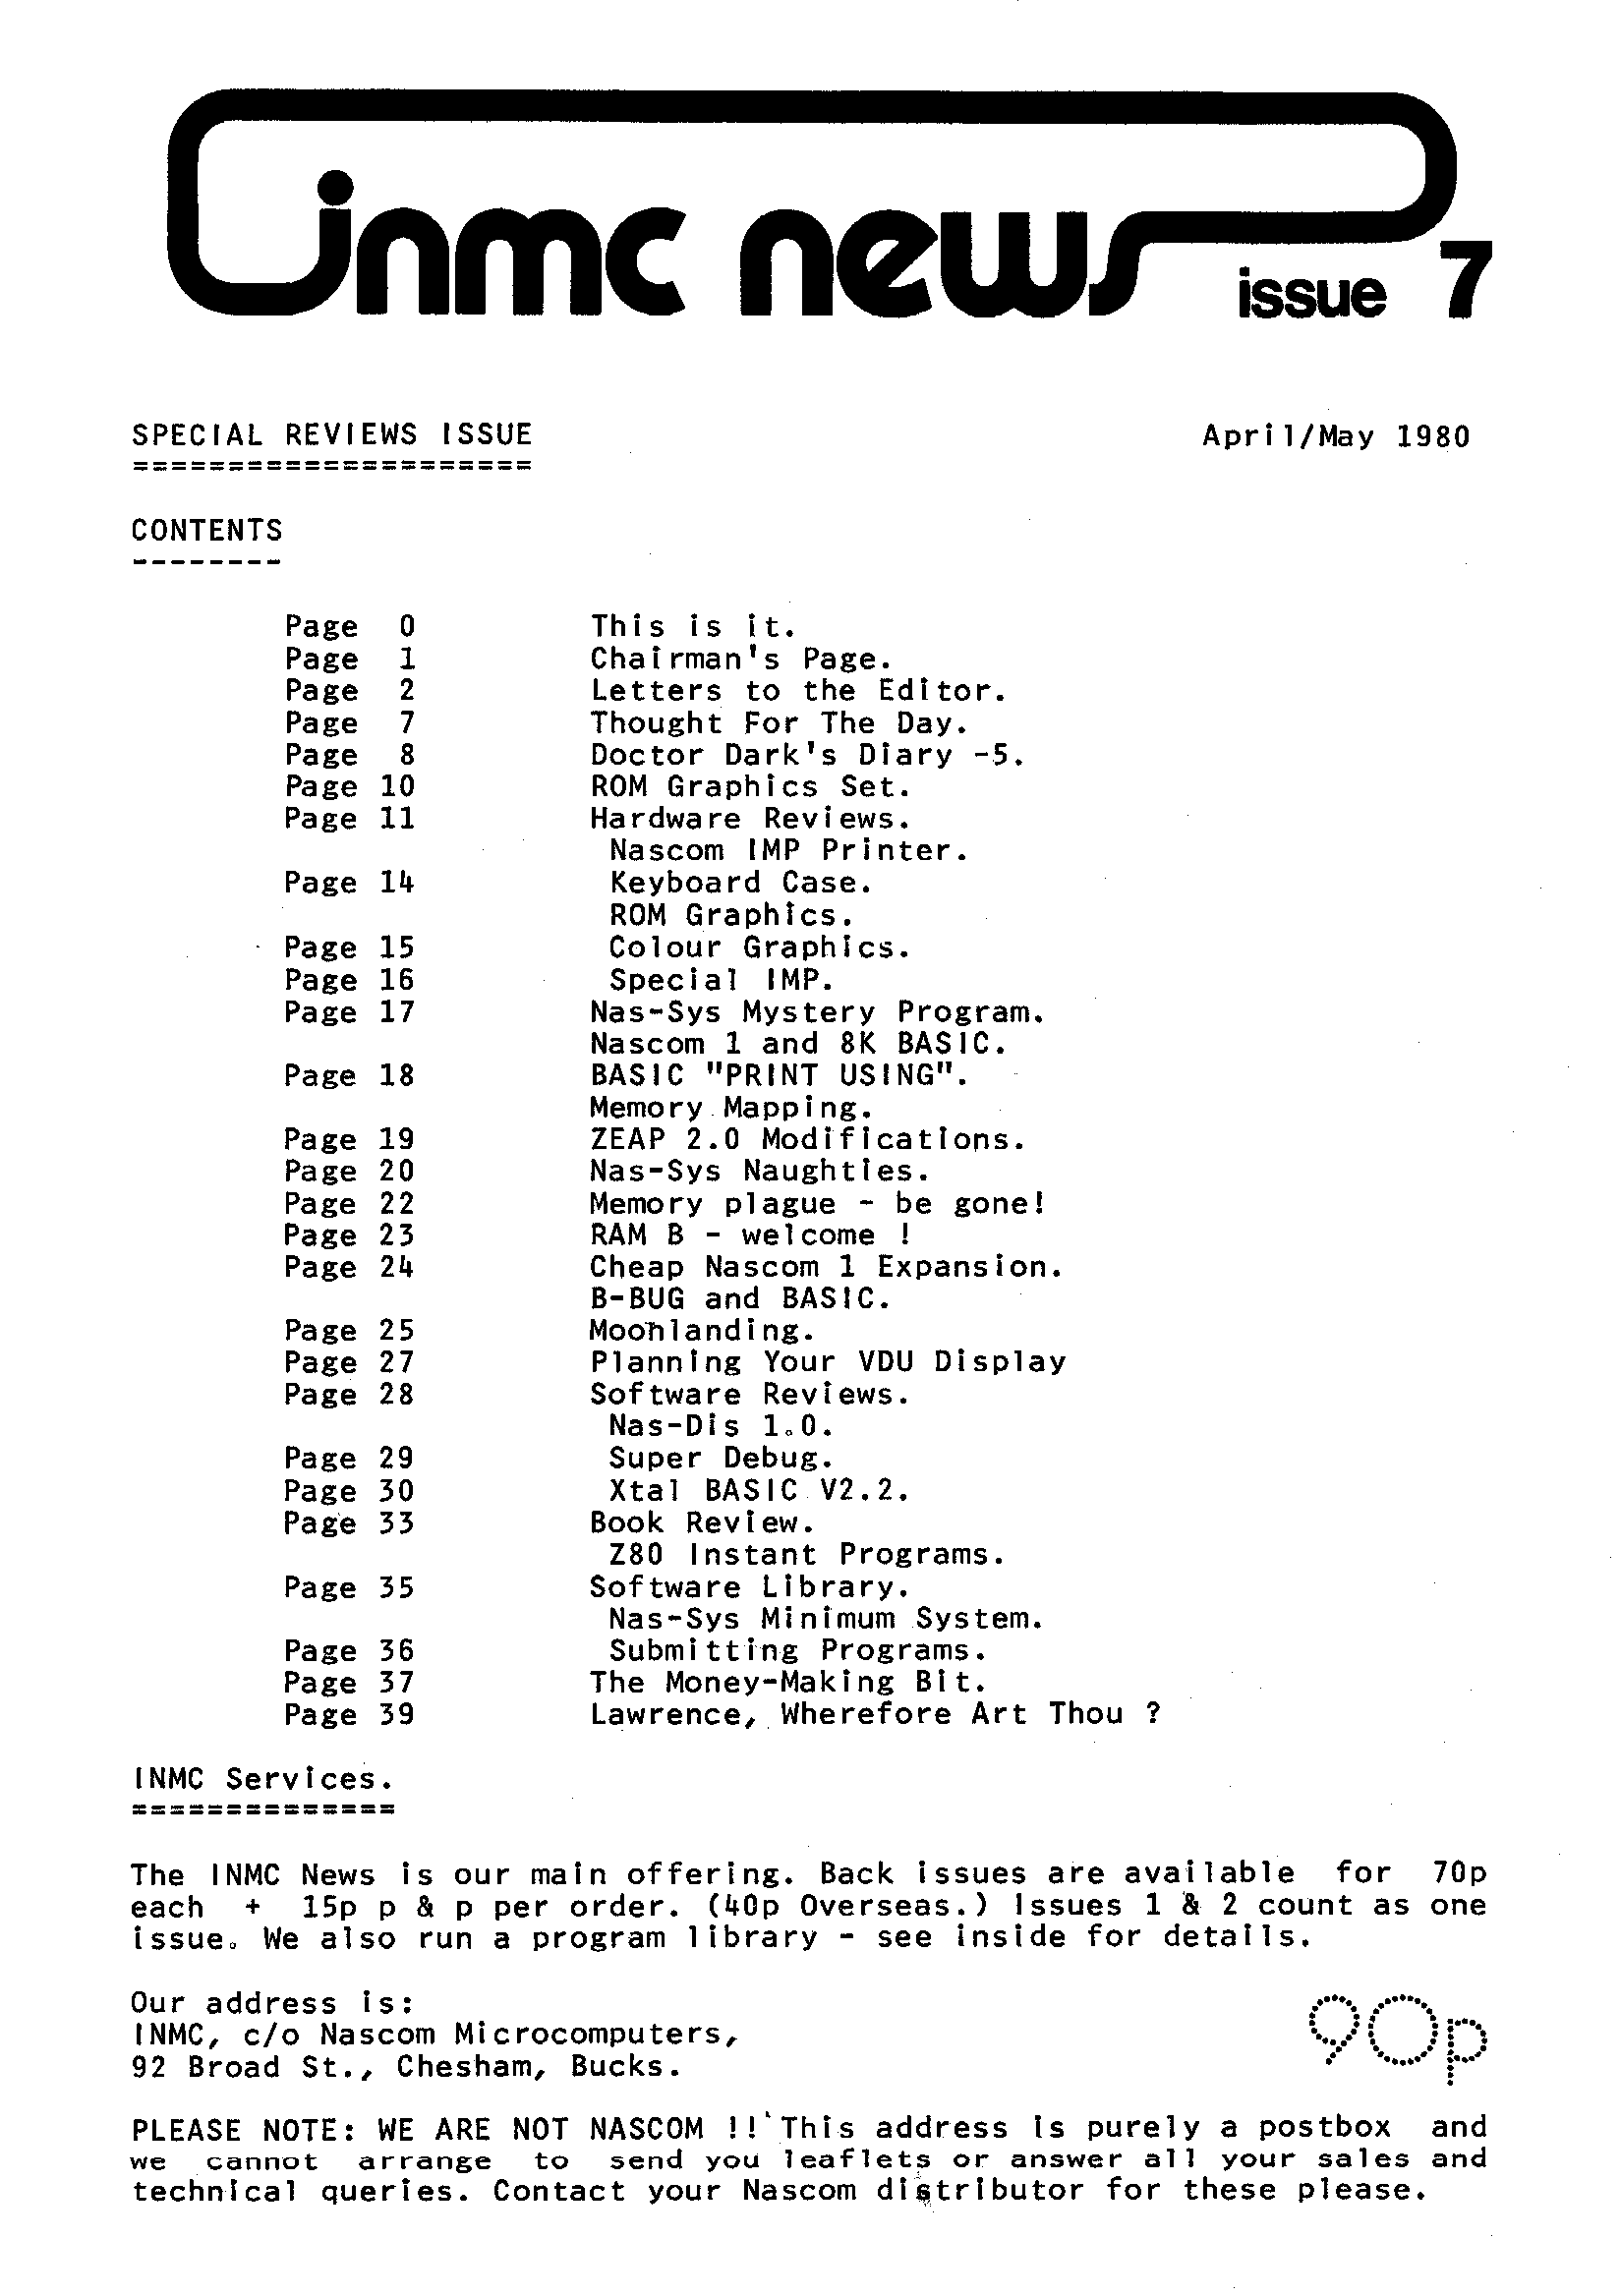 inmc news
issue 7
SPECIAL REVIEWS ISSUE April/May 1980
=====================
CONTENTS
--------
Page 0 This is it.
Page 1 Chairman's Page.
Page 2 Letters to the Editor.
Page 7 Thought For The Day.
Page 8 Doctor Dark's Diary -5.
Page 10 ROM Graphics Set.
Page 11 Hardware Reviews.
Nascom IMP Printer.
Page 14 Keyboard Case.
ROM Graphics.
Page 15 Colour Graphics.
Page 16 Special IMP.
Page 17 Nas-Sys Mystery Program.
Nascom 1 and 8K BASIC.
Page 18 BASIC "PRINT USING".
Memory Mapping.
Page 19 ZEAP 2.0 Modifications.
Page 20 Nas-Sys Naughties.
Page 22 Memory plague - be gone!
Page 23 RAM B - welcome !
Page 24 Cheap Nascom 1 Expansion.
B-BUG and BASIC.
Page 25 Moonlanding.
Page 27 Planning Your VDU Display
Page 28 Software Reviews.
Nas-Dis 1.0.
Page 29 Super Debug.
Page 30 Xtal BASIC V2.2.
Page 33 Book Review.
Z80 Instant Programs.
Page 35 Software Library.
Nas-Sys Minimum System.
Page 36 Submitting Programs.
Page 37 The Money-Making Bit.
Page 39 Lawrence, Wherefore Art Thou ?
INMC Services.
==============
The INMC News is our main offering. Back issues are available for 70p
each + 15p p & p per order. (40p Overseas.) Issues 1 & 2 count as one
issue. We also run a program library - see inside for details.
Our address is:
INMC, c/o Nascom Microcomputers,
92 Broad St., Chesham, Bucks.
90p
PLEASE NOTE: WE ARE NOT NASCOM !! This address is purely a postbox and
we cannot arrange to send you leaflets or answer all your sales and
technical queries. Contact your Nascom distributor for these please.